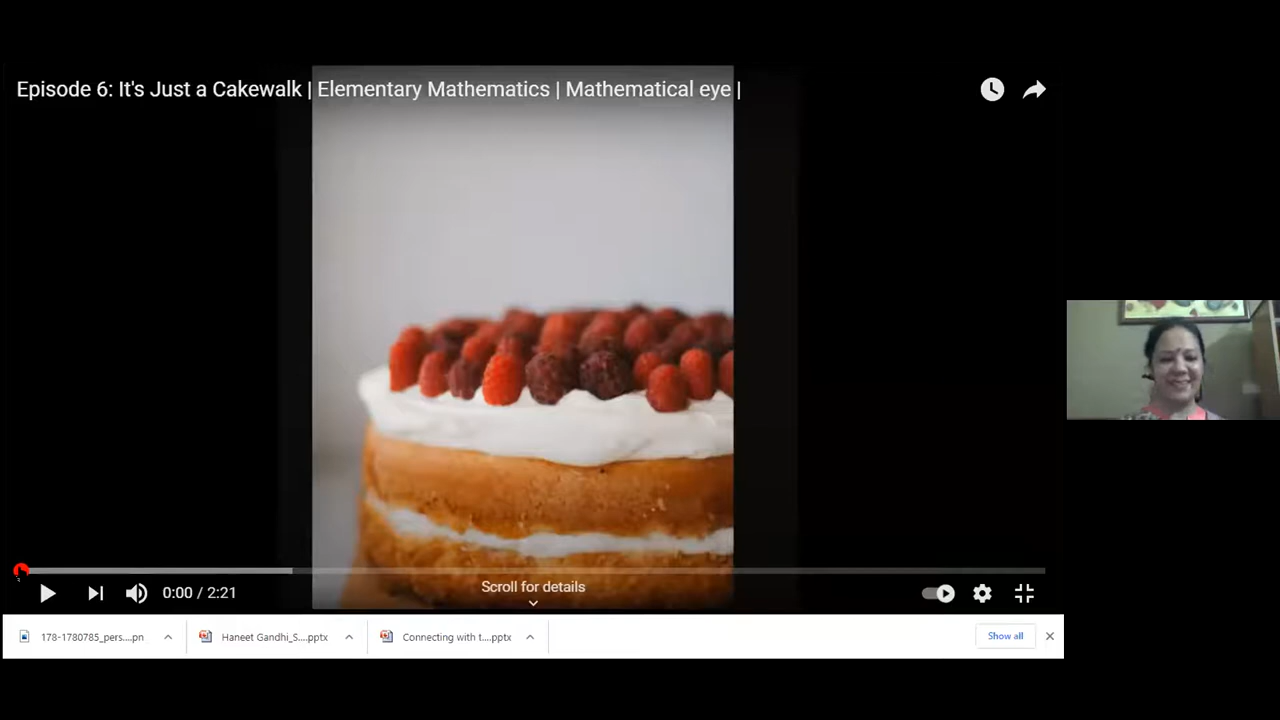 Episode 6: It's Just a Cakewalk | Elementary Mathematics | Mathematical eye |
Scroll for details
0:00 / 2:21
178-1780785_pers....pn
Haneet Gandhi_S....pptx
Connecting with t....pptx
Show all